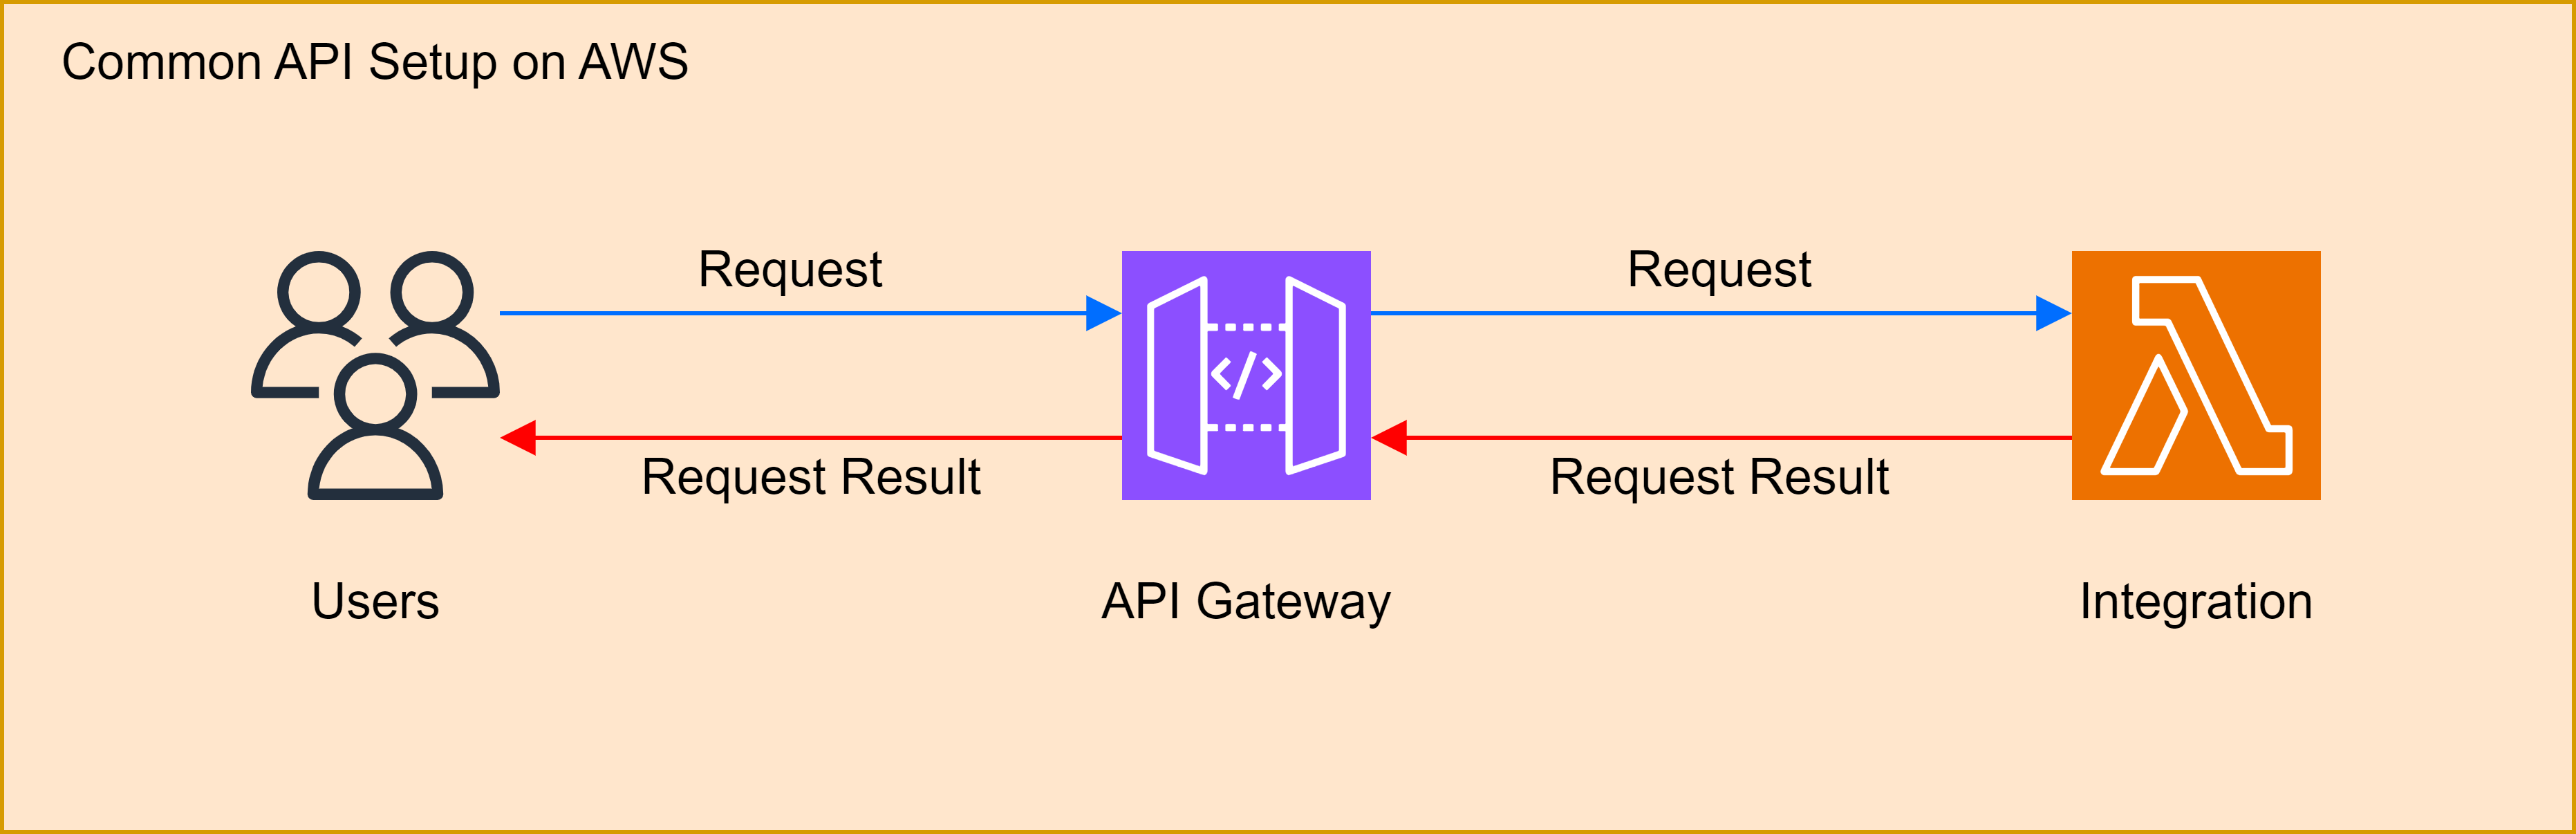 Common API Setup on AWS
Request
Request
</>
Request Result
Request Result
Users
API Gateway
Integration